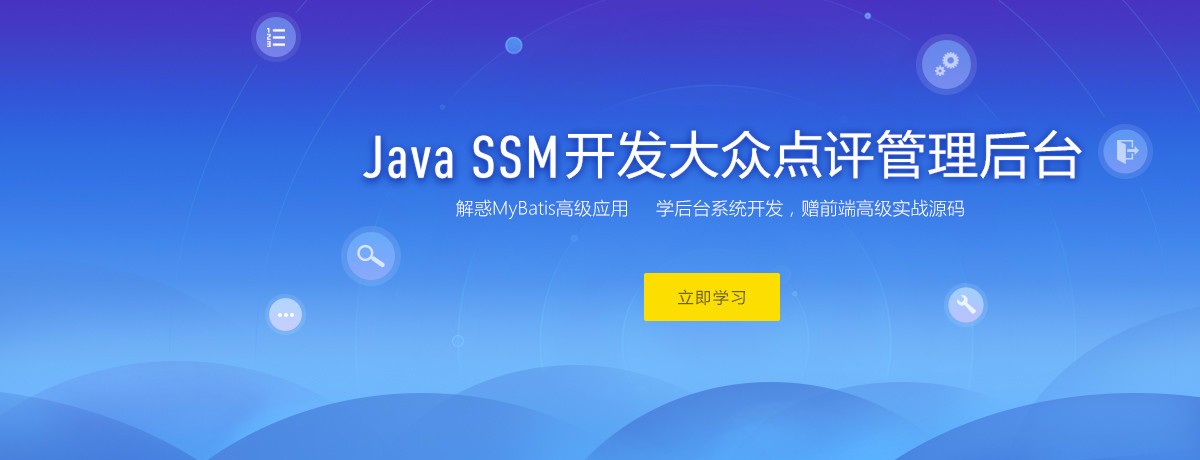 Java SSM开发大众点评管理后台
解惑MyBatis高级应用 学后台系统开发，赠前端高级实战源码
立即学习